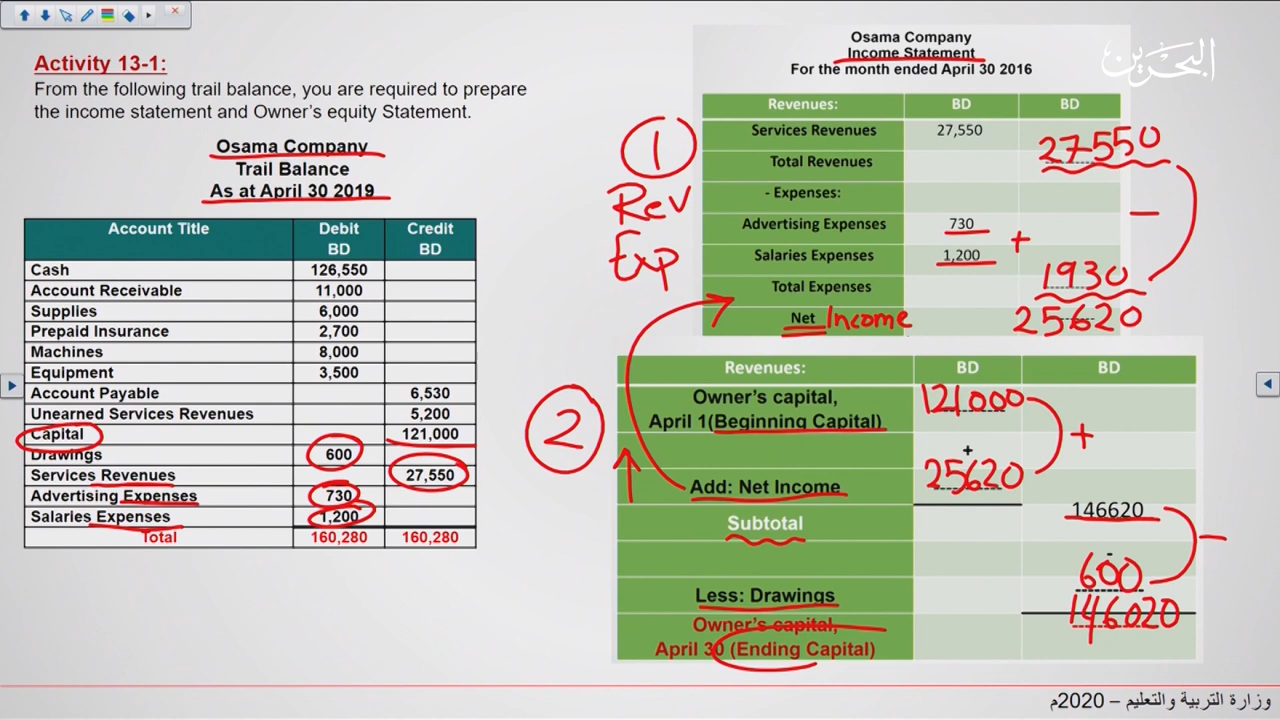 Activity 13-1:
From the following trail balance, you are required to prepare
the income statement and Owner's equity Statement.
Osama Company
Trail Balance
As at April 30 2019
Account Title Debit Credit
BD BD
Cash 126,550
Account Receivable 11,000
Supplies 6,000
Prepaid Insurance 2,700
Machines 8,000
Equipment 3,500
Account Payable 6,530
Unearned Services Revenues 5,200
Capital 121,000
Drawings 600
Services Revenues 27,550
Advertising Expenses 730
Salaries Expenses 1,200
Total 160,280 160,280
Osama Company
Income Statement
For the month ended April 30 2016
البحرين
1
Rev
Exp
Revenues: BD BD
Services Revenues 27,550
Total Revenues 27550
- Expenses:
Advertising Expenses 730
Salaries Expenses 1,200 +
Total Expenses 1930
Net Income 25620
−
2
Revenues: BD BD
Owner's capital, 121000
April 1(Beginning Capital)
+ +
Add: Net Income 25620
Subtotal 146620
- −
Less: Drawings 600
Owner's capital, 146020
April 30 (Ending Capital)
وزارة التربية والتعليم – 2020م